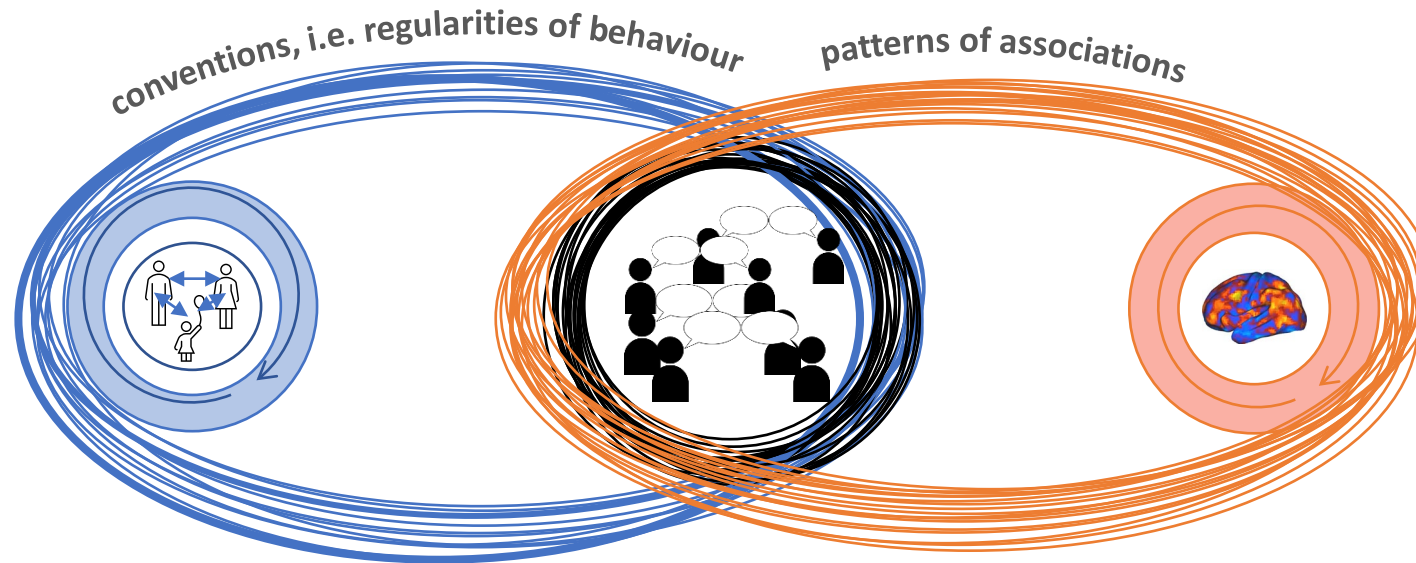 conventions, i.e. regularities of behaviour
patterns of associations